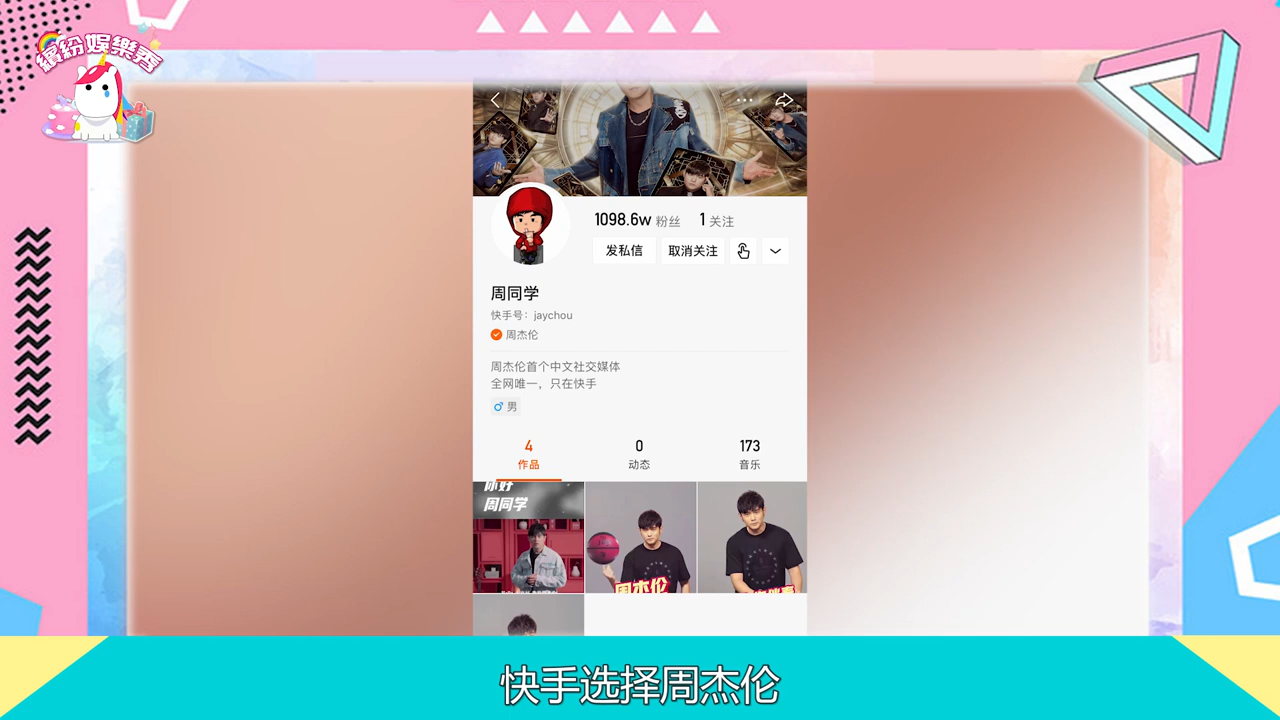 繽紛娛樂秀
1098.6w 粉丝 1 关注
发私信 取消关注
周同学
快手号：jaychou
周杰伦
周杰伦首个中文社交媒体
全网唯一，只在快手
男
4 0 173
作品 动态 音乐
你好
周同学
周杰伦
快手选择周杰伦